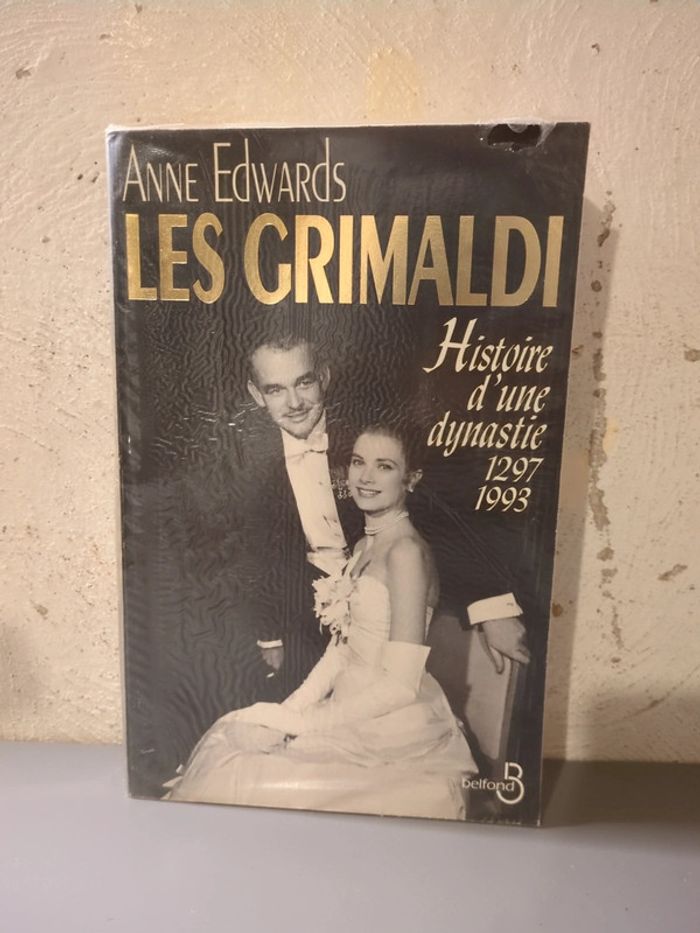 ANNE EDWARDS
LES GRIMALDI
Histoire
d'une
dynastie
1297
1993
belfond
B